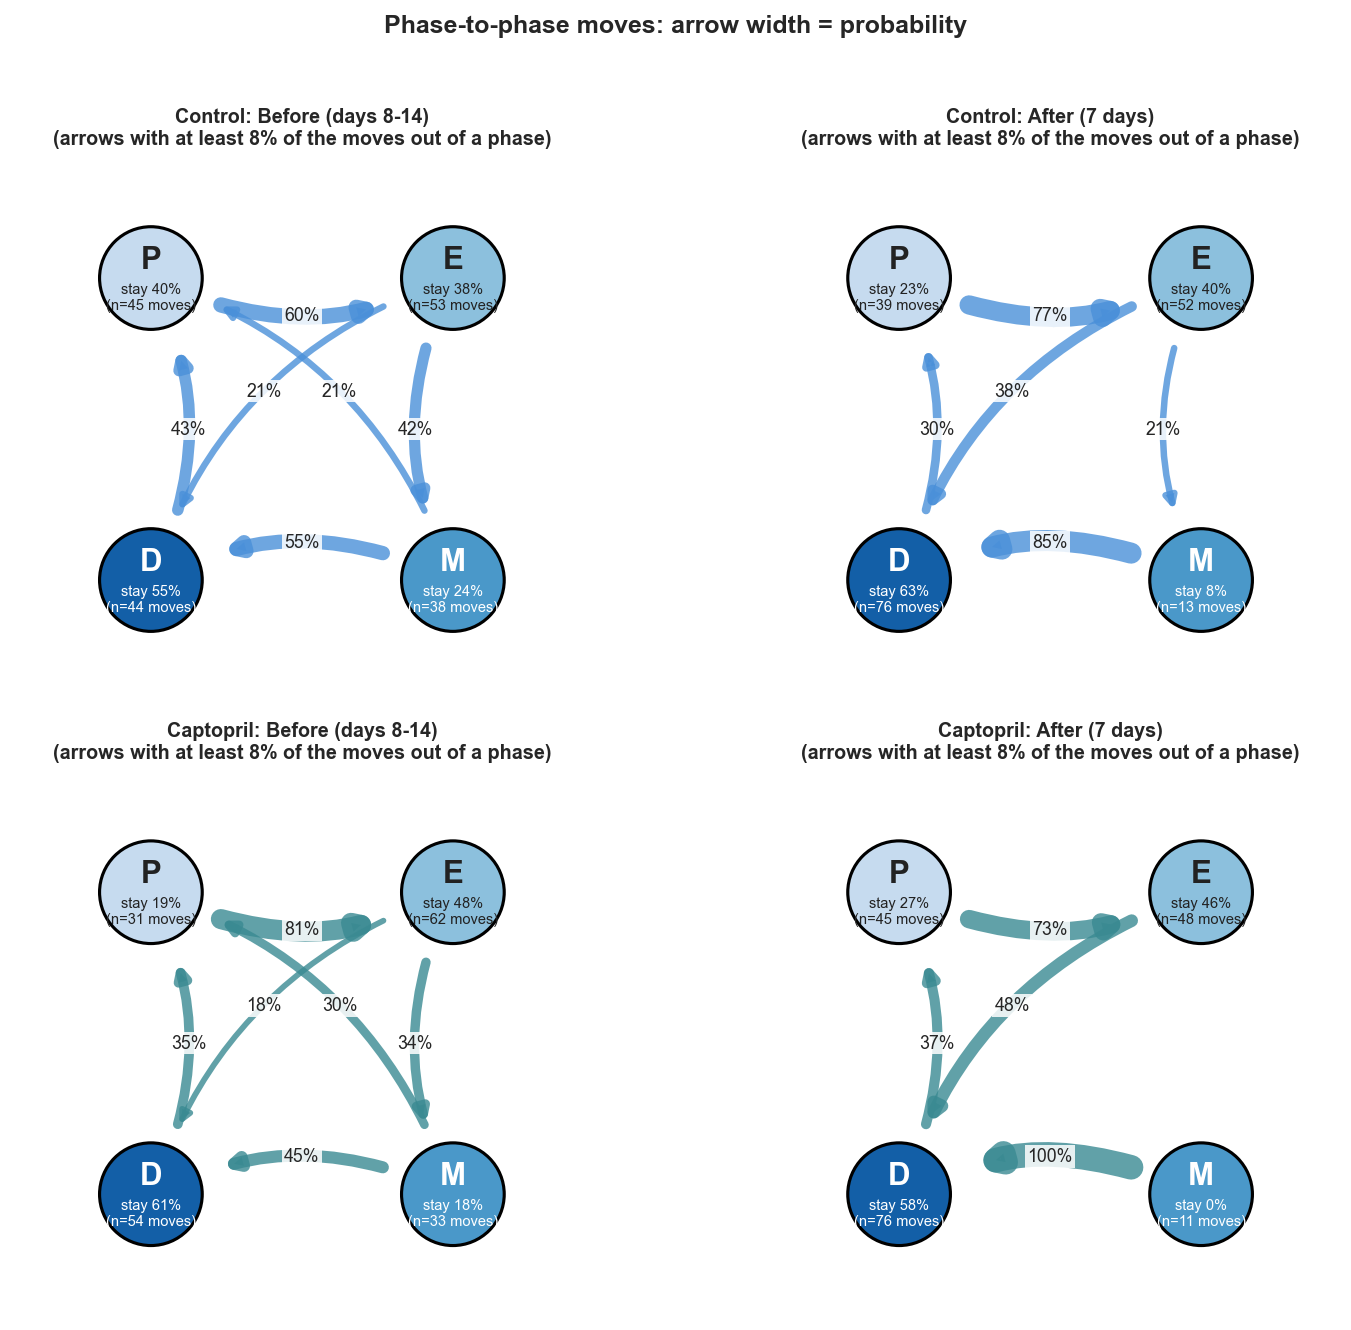 Phase-to-phase moves: arrow width = probability
Control: Before (days 8-14)
(arrows with at least 8% of the moves out of a phase)
P
stay 40%
(n=45 moves)
E
stay 38%
(n=53 moves)
60%
21%
21%
43%
42%
55%
D
stay 55%
(n=44 moves)
M
stay 24%
(n=38 moves)
Control: After (7 days)
(arrows with at least 8% of the moves out of a phase)
P
stay 23%
(n=39 moves)
E
stay 40%
(n=52 moves)
77%
38%
30%
21%
85%
D
stay 63%
(n=76 moves)
M
stay 8%
(n=13 moves)
Captopril: Before (days 8-14)
(arrows with at least 8% of the moves out of a phase)
P
stay 19%
(n=31 moves)
E
stay 48%
(n=62 moves)
81%
18%
30%
35%
34%
45%
D
stay 61%
(n=54 moves)
M
stay 18%
(n=33 moves)
Captopril: After (7 days)
(arrows with at least 8% of the moves out of a phase)
P
stay 27%
(n=45 moves)
E
stay 46%
(n=48 moves)
73%
48%
37%
100%
D
stay 58%
(n=76 moves)
M
stay 0%
(n=11 moves)